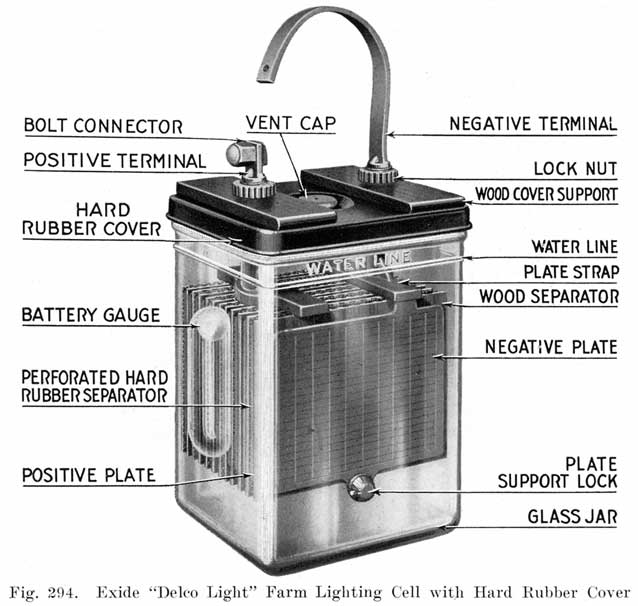 BOLT CONNECTOR
VENT CAP
NEGATIVE TERMINAL
POSITIVE TERMINAL
LOCK NUT
WOOD COVER SUPPORT
HARD
RUBBER COVER
WATER LINE
WATER LINE
PLATE STRAP
WOOD SEPARATOR
BATTERY GAUGE
NEGATIVE PLATE
PERFORATED HARD
RUBBER SEPARATOR
POSITIVE PLATE
PLATE
SUPPORT LOCK
GLASS JAR
Fig. 294. Exide "Delco Light" Farm Lighting Cell with Hard Rubber Cover